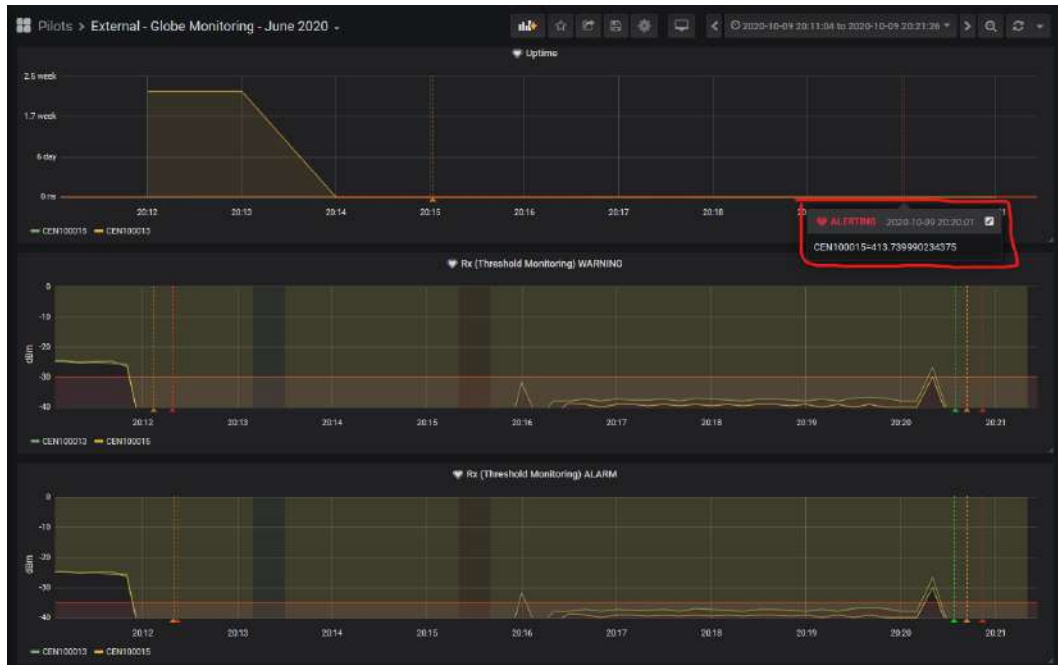 Pilots > External - Globe Monitoring - June 2020
2020-10-09 20:11:04 to 2020-10-09 20:21:26
Uptime
2.5 week
1.7 week
6 day
0 ns
20:12 20:13 20:14 20:15 20:16 20:17 20:18
CEN100015 CEN100013
ALERTING 2020-10-09 20:20:01
CEN100015=413.739990234375
Rx (Threshold Monitoring) WARNING
0
-10
-20
-30
-40
dBm
20:12 20:13 20:14 20:15 20:16 20:17 20:18 20:19 20:20 20:21
CEN100013 CEN100015
Rx (Threshold Monitoring) ALARM
0
-10
-20
-30
-40
dBm
20:12 20:13 20:14 20:15 20:16 20:17 20:18 20:19 20:20 20:21
CEN100013 CEN100015